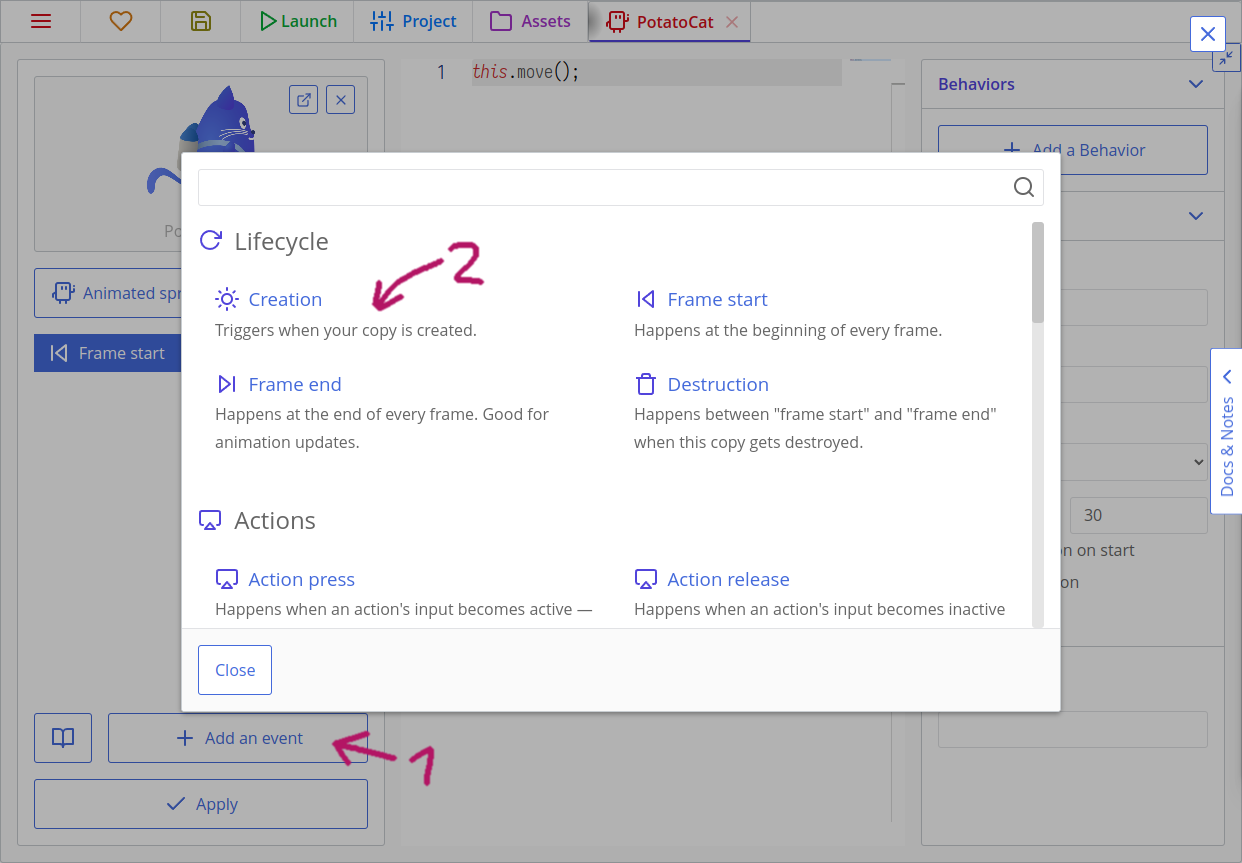 Launch
Project
Assets
PotatoCat
1
this.move();
Behaviors
Add a Behavior
Po
Animated spr
Frame start
Lifecycle
2
Creation
Triggers when your copy is created.
Frame start
Happens at the beginning of every frame.
Frame end
Happens at the end of every frame. Good for
animation updates.
Destruction
Happens between "frame start" and "frame end"
when this copy gets destroyed.
Actions
Action press
Happens when an action's input becomes active —
Action release
Happens when an action's input becomes inactive
Close
Docs & Notes
30
n on start
on
Add an event
1
Apply